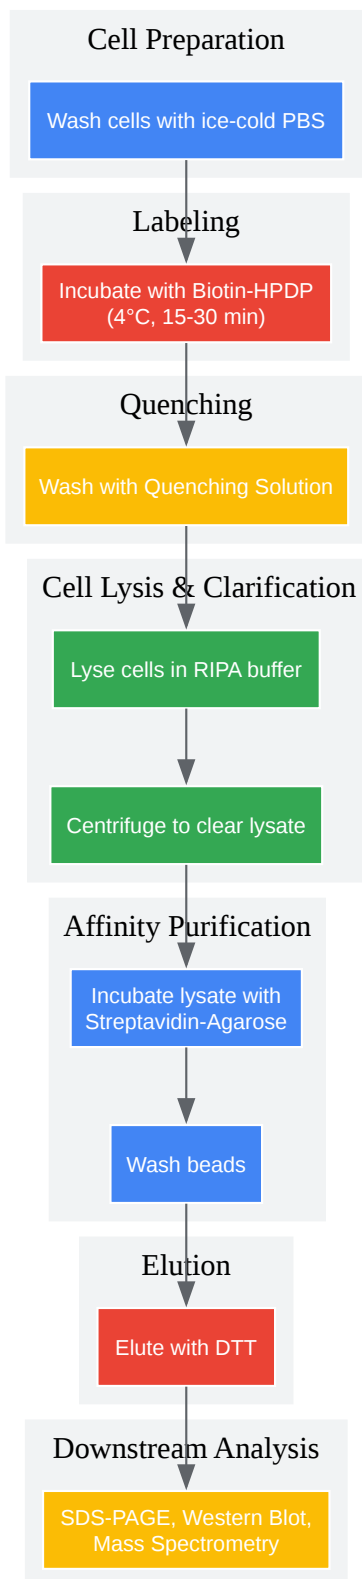 Cell Preparation
Wash cells with ice-cold PBS
Labeling
Incubate with Biotin-HPDP
(4°C, 15-30 min)
Quenching
Wash with Quenching Solution
Cell Lysis & Clarification
Lyse cells in RIPA buffer
Centrifuge to clear lysate
Affinity Purification
Incubate lysate with
Streptavidin-Agarose
Wash beads
Elution
Elute with DTT
Downstream Analysis
SDS-PAGE, Western Blot,
Mass Spectrometry